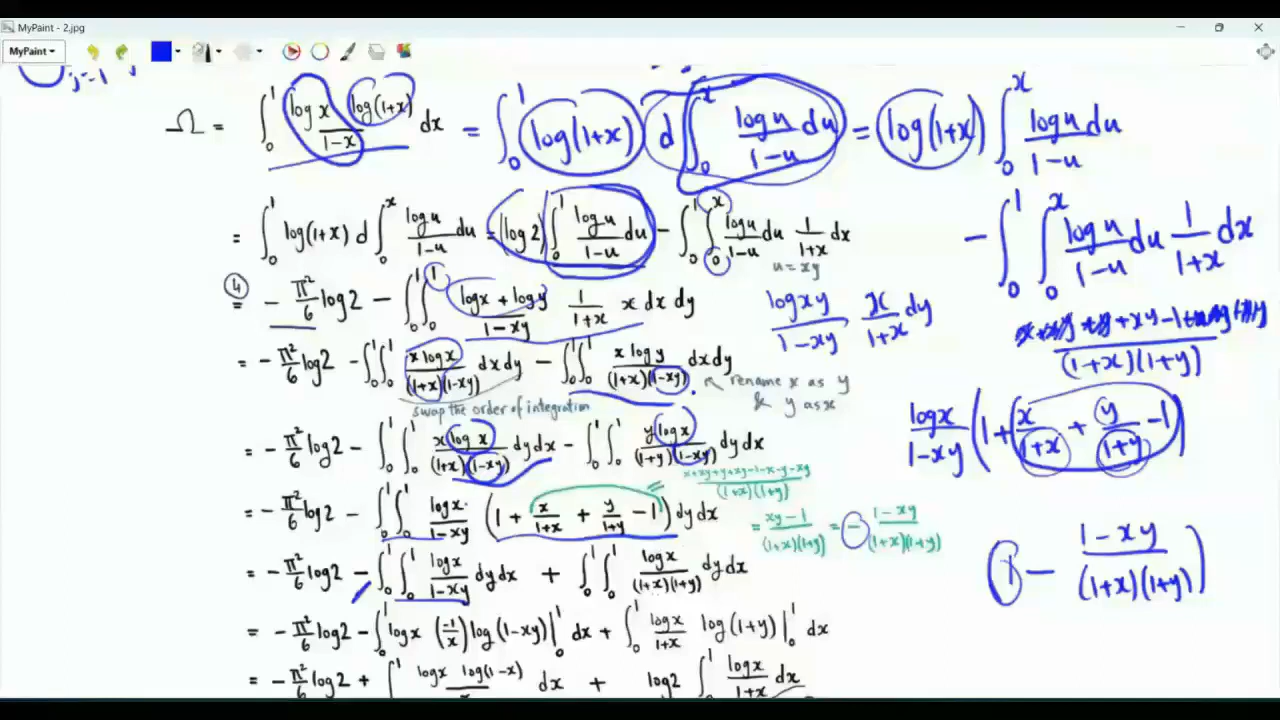 MyPaint - 2.jpg
MyPaint
j=1
Ω = ∫₀¹ log x log(1+x) / (1-x) dx = ∫₀¹ log(1+x) d ∫₀ˣ log u / (1-u) du = log(1+x) ∫₀ˣ log u du / (1-u)
= ∫₀¹ log(1+x) d ∫₀ˣ log u / (1-u) du = (log 2) ∫₀¹ log u / (1-u) du - ∫₀¹ ∫₀ˣ log u / (1-u) du 1/(1+x) dx
- ∫₀¹ ∫₀ˣ log u / (1-u) du 1/(1+x) dx
u = xy
④ = - π²/6 log 2 - ∫₀¹ ∫₀¹ (log x + log y) / (1-xy) 1/(1+x) x dx dy
log xy / (1-xy) x/(1+x) dy
(1+x)(1+y)
= - π²/6 log 2 - ∫₀¹ ∫₀¹ x log x / ((1+x)(1-xy)) dx dy - ∫₀¹ ∫₀¹ x log y / ((1+x)(1-xy)) dx dy
rename x as y
& y as x
swap the order of integration
log x / (1-xy) (1 + x/(1+x) + y/(1+y) - 1)
= - π²/6 log 2 - ∫₀¹ ∫₀¹ x log x / ((1+x)(1-xy)) dy dx - ∫₀¹ ∫₀¹ y log x / ((1+y)(1-xy)) dy dx
= (x+xy+y+xy-1-x-y-xy) / ((1+x)(1+y))
= - π²/6 log 2 - ∫₀¹ ∫₀¹ log x / (1-xy) (1 + x/(1+x) + y/(1+y) - 1) dy dx
= (xy-1) / ((1+x)(1+y)) = - (1-xy) / ((1+x)(1+y))
1 - (1-xy) / ((1+x)(1+y)) )
= - π²/6 log 2 - ∫₀¹ ∫₀¹ log x / (1-xy) dy dx + ∫₀¹ ∫₀¹ log x / ((1+x)(1+y)) dy dx
= - π²/6 log 2 - ∫₀¹ log x (-1/x) log(1-xy) |₀¹ dx + ∫₀¹ log x / (1+x) log(1+y) |₀¹ dx
= - π²/6 log 2 + ∫₀¹ log x log(1-x) / x dx + log 2 ∫₀¹ log x / (1+x) dx